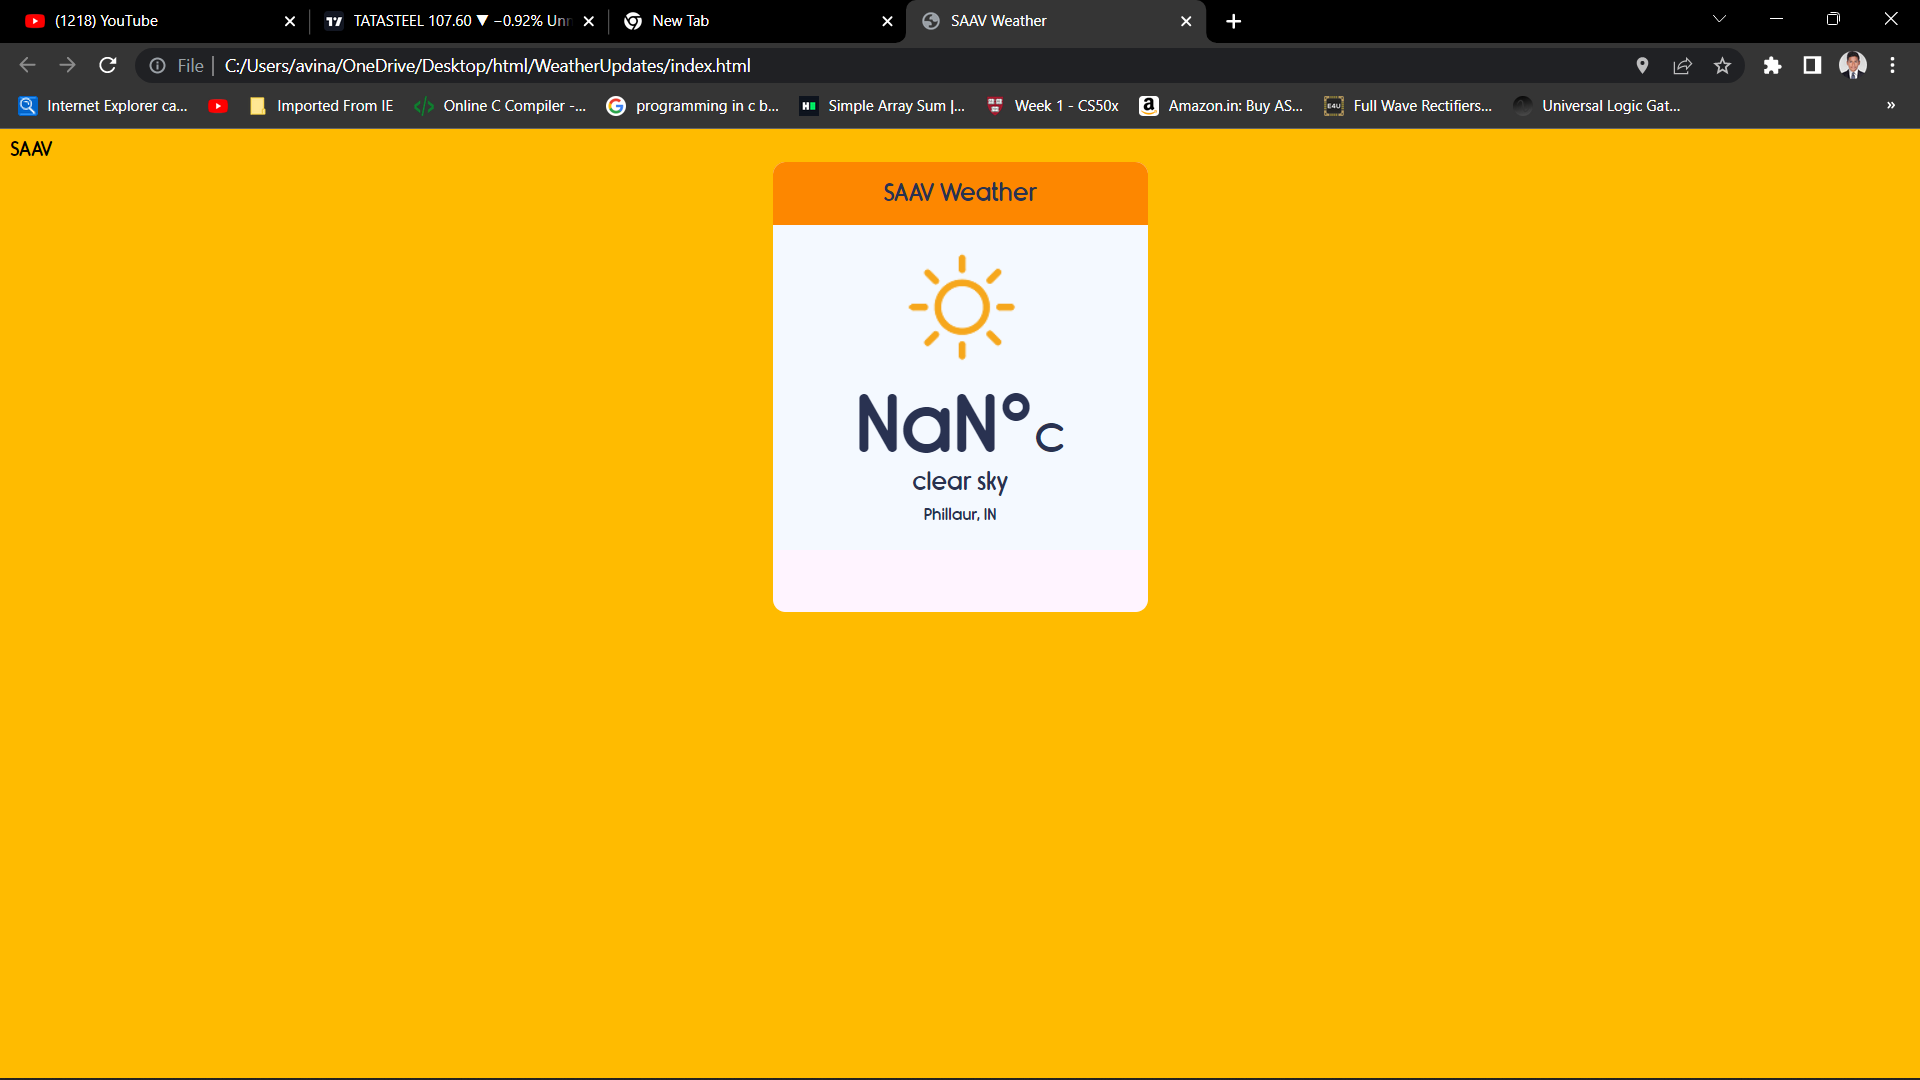 (1218) YouTube
TATASTEEL 107.60 ▼ −0.92% Unn
New Tab
SAAV Weather
File
C:/Users/avina/OneDrive/Desktop/html/WeatherUpdates/index.html
Internet Explorer ca...
Imported From IE
Online C Compiler -...
programming in c b...
Simple Array Sum |...
Week 1 - CS50x
Amazon.in: Buy AS...
Full Wave Rectifiers...
Universal Logic Gat...
»
SAAV
SAAV Weather
NaN° C
clear sky
Phillaur, IN